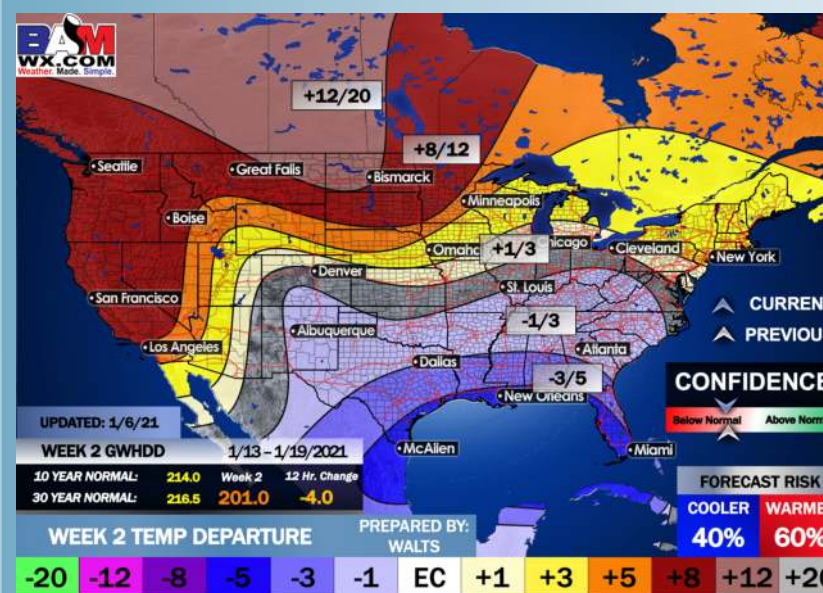 BAM
WX.COM
Weather. Made. Simple.
+12/20
+8/12
Seattle
Great Falls
Bismarck
Minneapolis
Boise
Omaha
+1/3
Chicago
Cleveland
New York
Denver
St. Louis
San Francisco
-1/3
CURREN
Albuquerque
PREVIOU
Los Angeles
Atlanta
Dallas
-3/5
CONFIDENCE
New Orleans
Below Normal
Above Norm
UPDATED: 1/6/21
WEEK 2 GWHDD 1/13 – 1/19/2021
McAllen
Miami
10 YEAR NORMAL: 214.0 Week 2 12 Hr. Change
30 YEAR NORMAL: 216.5 201.0 -4.0
FORECAST RISK
COOLER WARME
40% 60%
WEEK 2 TEMP DEPARTURE
PREPARED BY:
WALTS
-20 -12 -8 -5 -3 -1 EC +1 +3 +5 +8 +12 +20